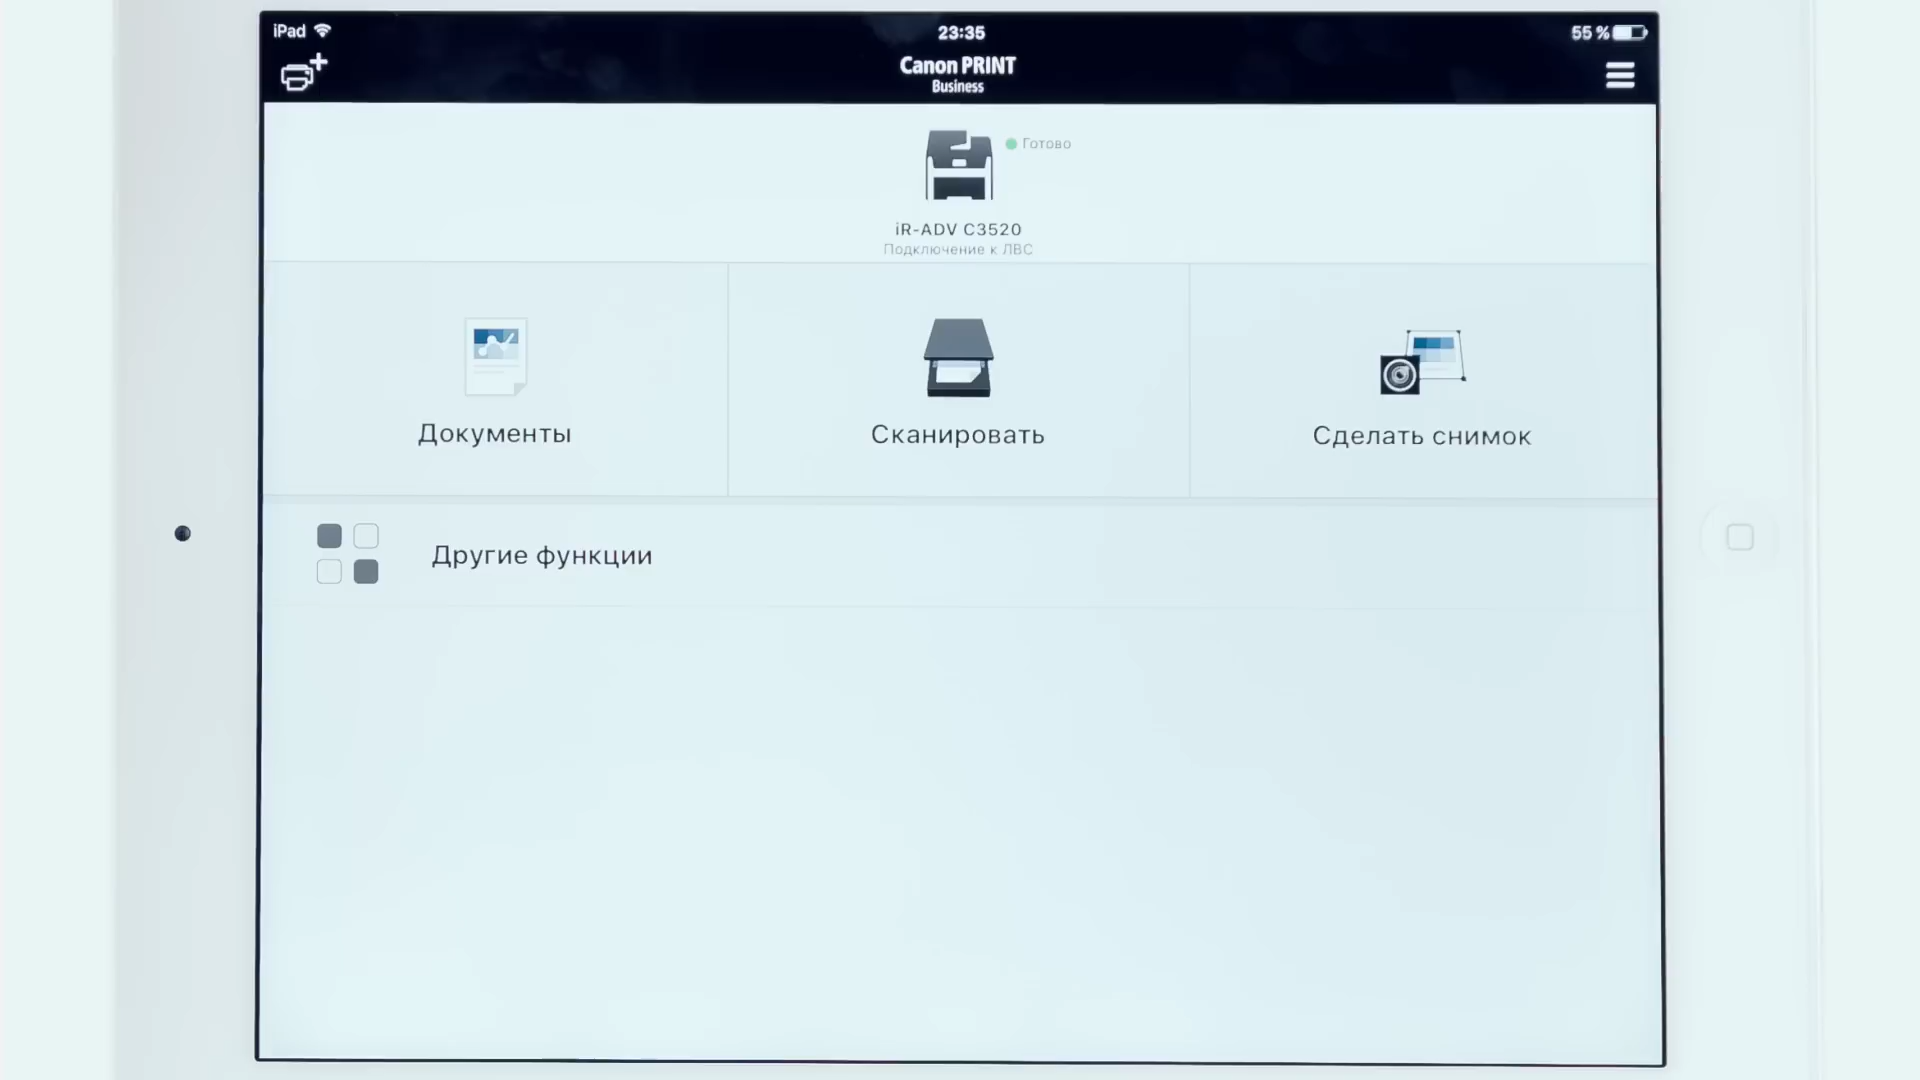 iPad
23:35
55 %
Canon PRINT
Business
Готово
iR-ADV C3520
Подключение к ЛВС
Документы
Сканировать
Сделать снимок
Другие функции